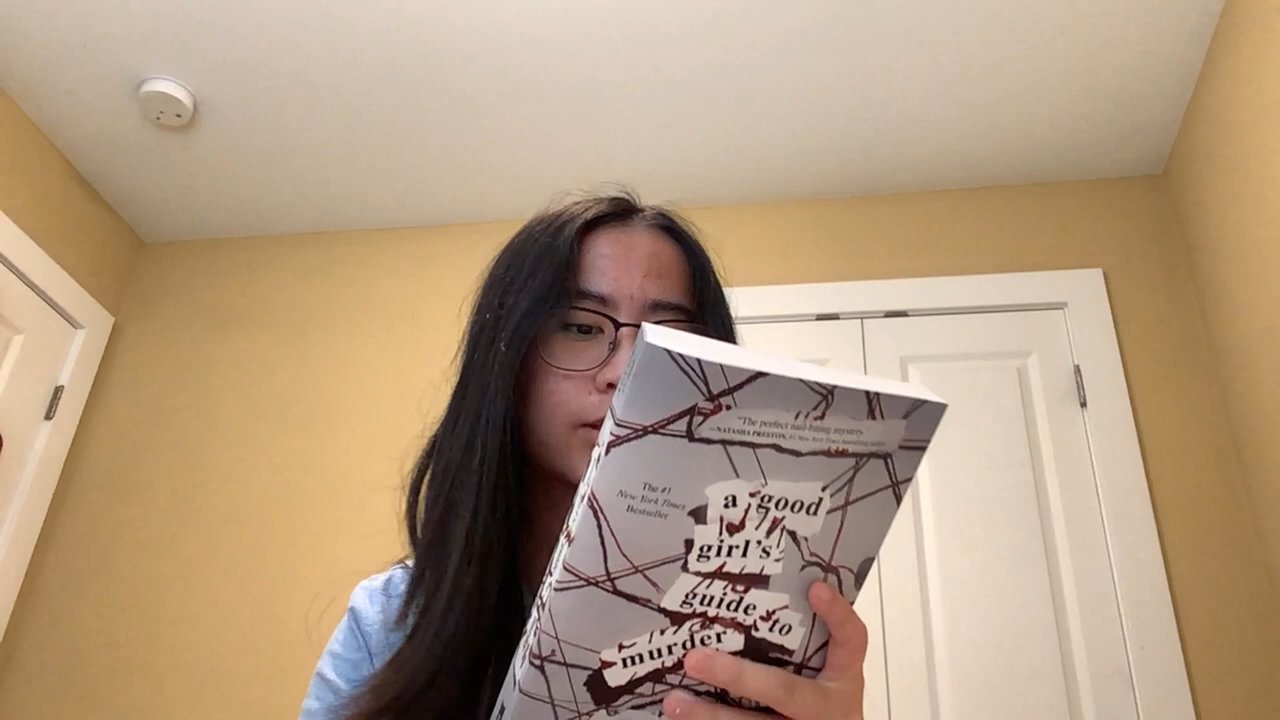 "The perfect nail-biting mystery."
—NATASHA PRESTON, #1 New York Times bestselling author
The #1
New York Times
Bestseller
a good
girl's
guide to
murder